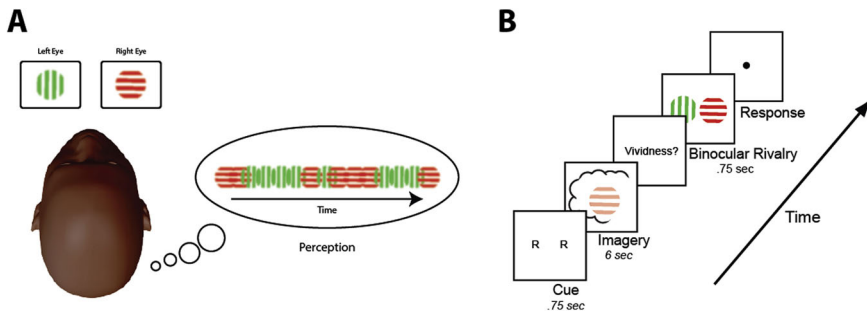 A
Left Eye
Right Eye
Time
Perception
B
Response
Vividness?
Binocular Rivalry
.75 sec
Imagery
6 sec
R R
Cue
.75 sec
Time